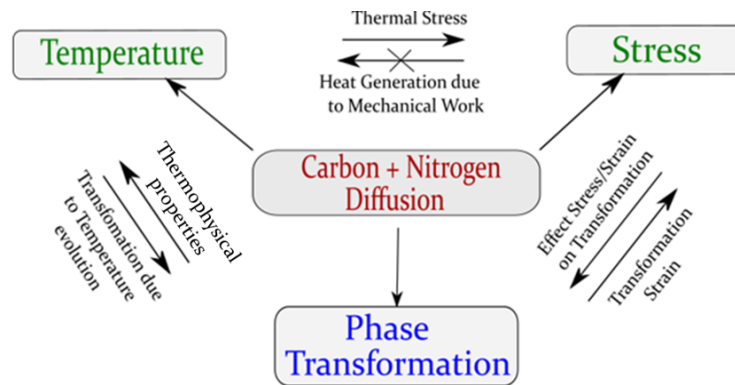 Thermal Stress
Temperature
Stress
Heat Generation due
to Mechanical Work
Carbon + Nitrogen
Diffusion
Thermophysical
properties
Transfomation due
to Temperature
evolution
Effect Stress/Strain
on Transformation
Transformation
Strain
Phase
Transformation